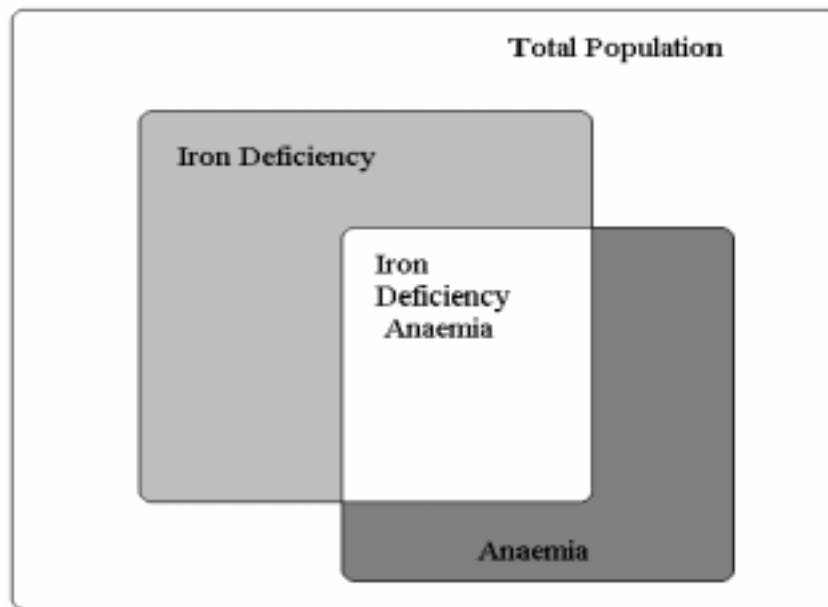 Total Population
Iron Deficiency
Iron
Deficiency
Anaemia
Anaemia